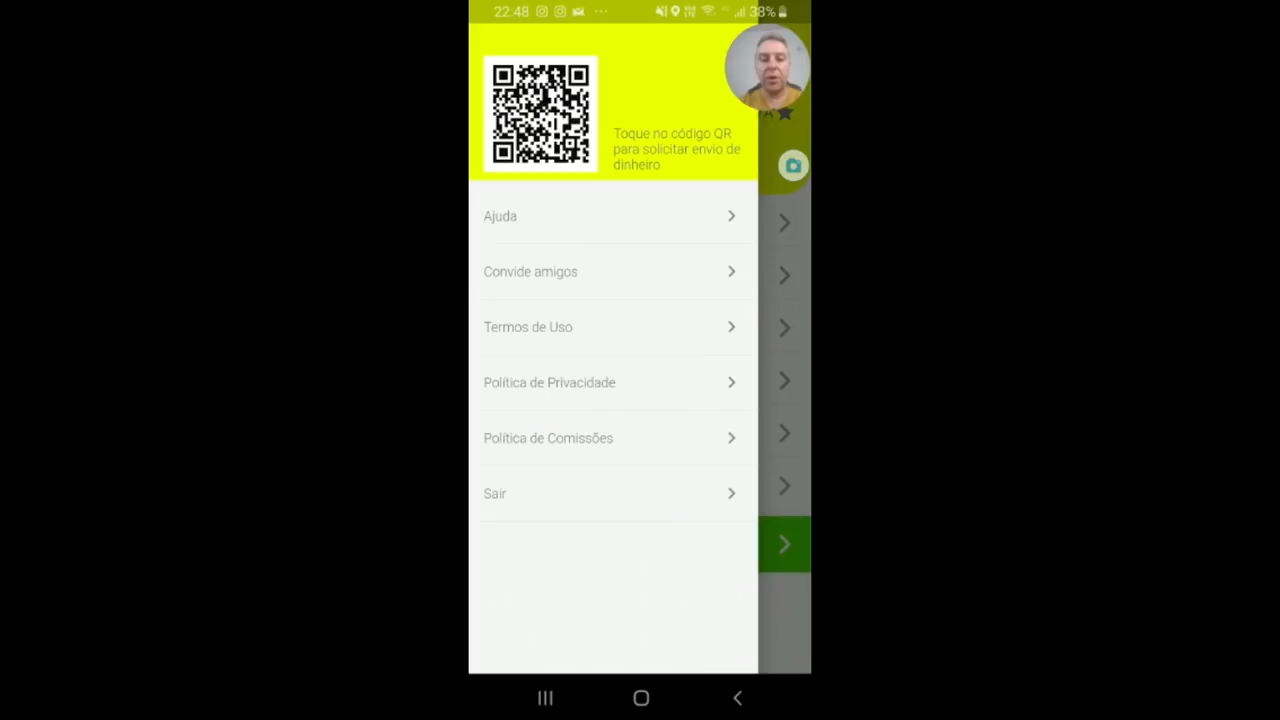 22:48
38%
Toque no código QR
para solicitar envio de
dinheiro
Ajuda
Convide amigos
Termos de Uso
Política de Privacidade
Política de Comissões
Sair